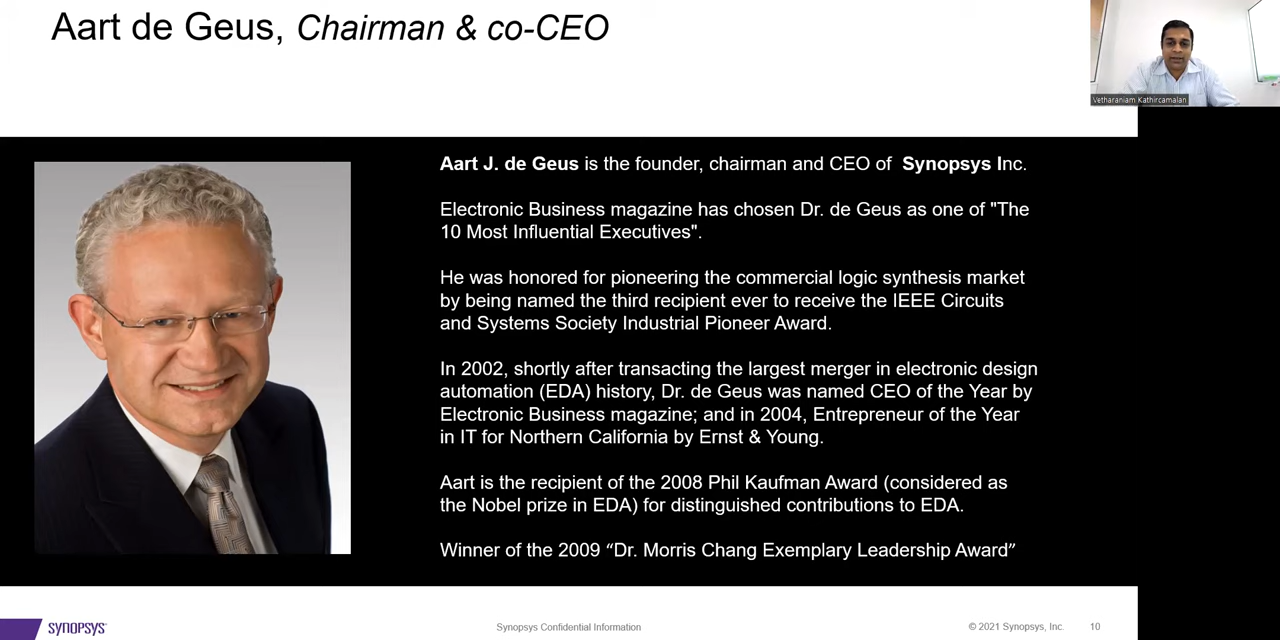 Aart de Geus, Chairman & co-CEO
Vetharaniam Kathircamalan
Aart J. de Geus is the founder, chairman and CEO of Synopsys Inc.
Electronic Business magazine has chosen Dr. de Geus as one of "The
10 Most Influential Executives".
He was honored for pioneering the commercial logic synthesis market
by being named the third recipient ever to receive the IEEE Circuits
and Systems Society Industrial Pioneer Award.
In 2002, shortly after transacting the largest merger in electronic design
automation (EDA) history, Dr. de Geus was named CEO of the Year by
Electronic Business magazine; and in 2004, Entrepreneur of the Year
in IT for Northern California by Ernst & Young.
Aart is the recipient of the 2008 Phil Kaufman Award (considered as
the Nobel prize in EDA) for distinguished contributions to EDA.
Winner of the 2009 “Dr. Morris Chang Exemplary Leadership Award”
SYNOPSYS
Synopsys Confidential Information
© 2021 Synopsys, Inc.
10